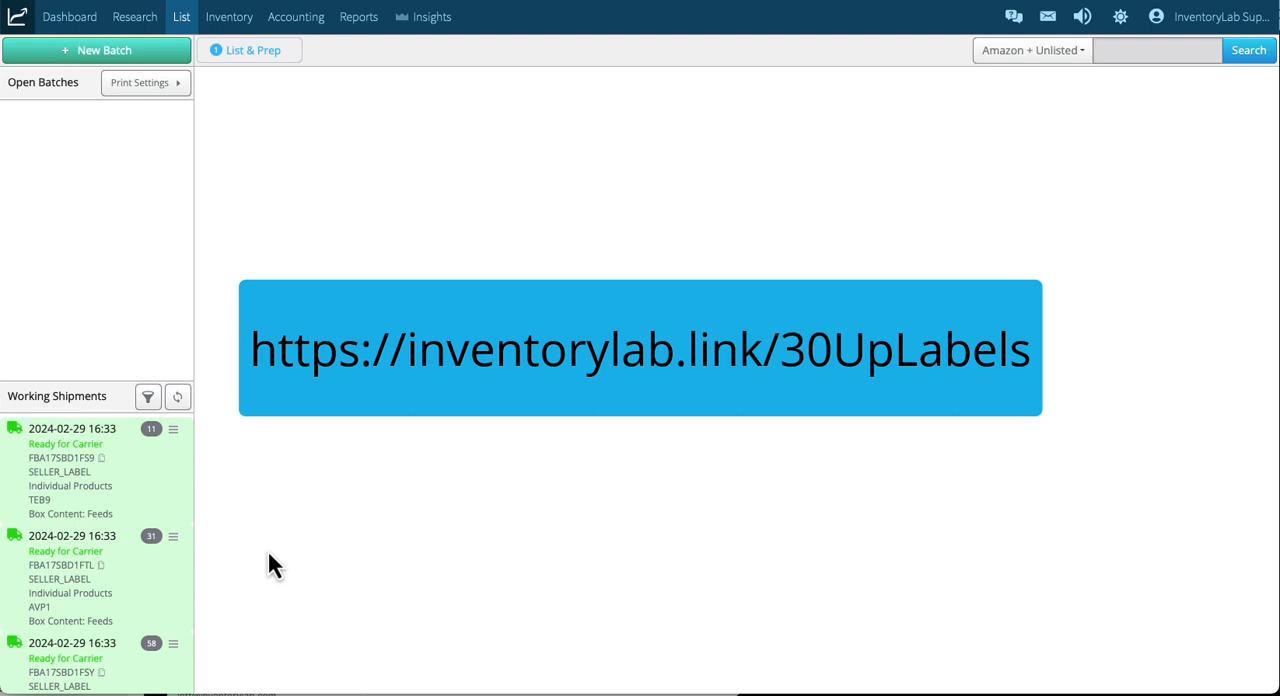 Dashboard Research List Inventory Accounting Reports Insights InventoryLab Sup...
+ New Batch 1 List & Prep Amazon + Unlisted Search
Open Batches Print Settings
https://inventorylab.link/30UpLabels
Working Shipments
2024-02-29 16:33 11
Ready for Carrier
FBA17SBD1FS9
SELLER_LABEL
Individual Products
TEB9
Box Content: Feeds
2024-02-29 16:33 31
Ready for Carrier
FBA17SBD1FTL
SELLER_LABEL
Individual Products
AVP1
Box Content: Feeds
2024-02-29 16:33 58
Ready for Carrier
FBA17SBD1FSY
SELLER_LABEL